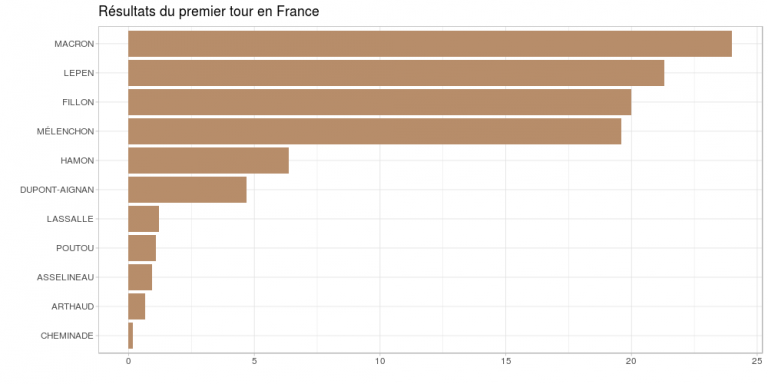 Résultats du premier tour en France
MACRON
LEPEN
FILLON
MÉLENCHON
HAMON
DUPONT-AIGNAN
LASSALLE
POUTOU
ASSELINEAU
ARTHAUD
CHEMINADE
0 5 10 15 20 25